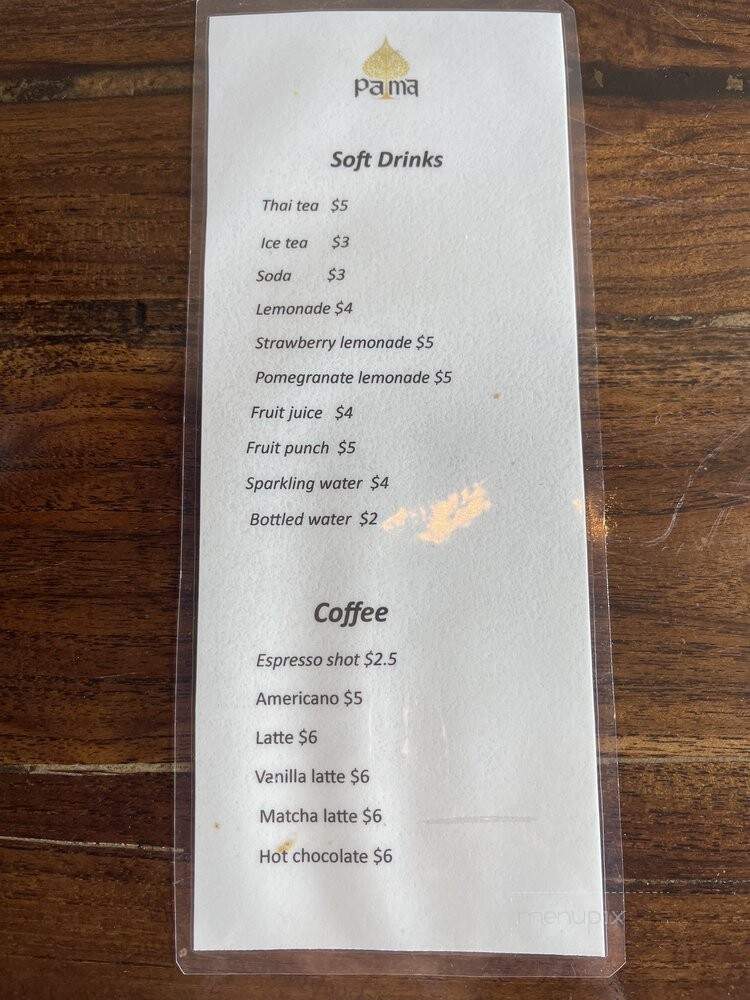 pama
Soft Drinks
Thai tea $5
Ice tea $3
Soda $3
Lemonade $4
Strawberry lemonade $5
Pomegranate lemonade $5
Fruit juice $4
Fruit punch $5
Sparkling water $4
Bottled water $2
Coffee
Espresso shot $2.5
Americano $5
Latte $6
Vanilla latte $6
Matcha latte $6
Hot chocolate $6
menupix